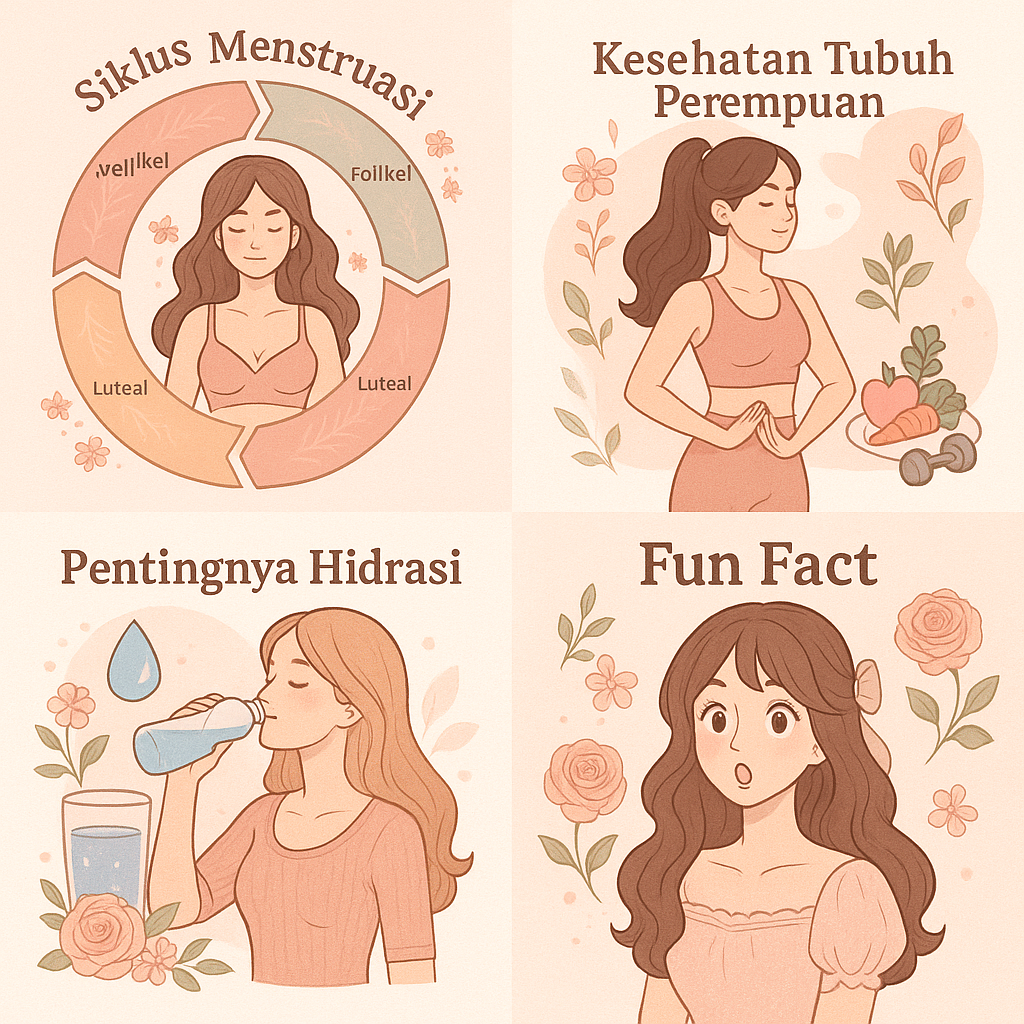 Siklus Menstruasi
Foilkel
Luteal
Luteal
Kesehatan Tubuh
Perempuan
Pentingnya Hidrasi
Fun Fact